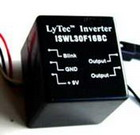 LyTec™ Inverter
ISWL30F16BC
Blink
Output
GND
Output
+ 9V